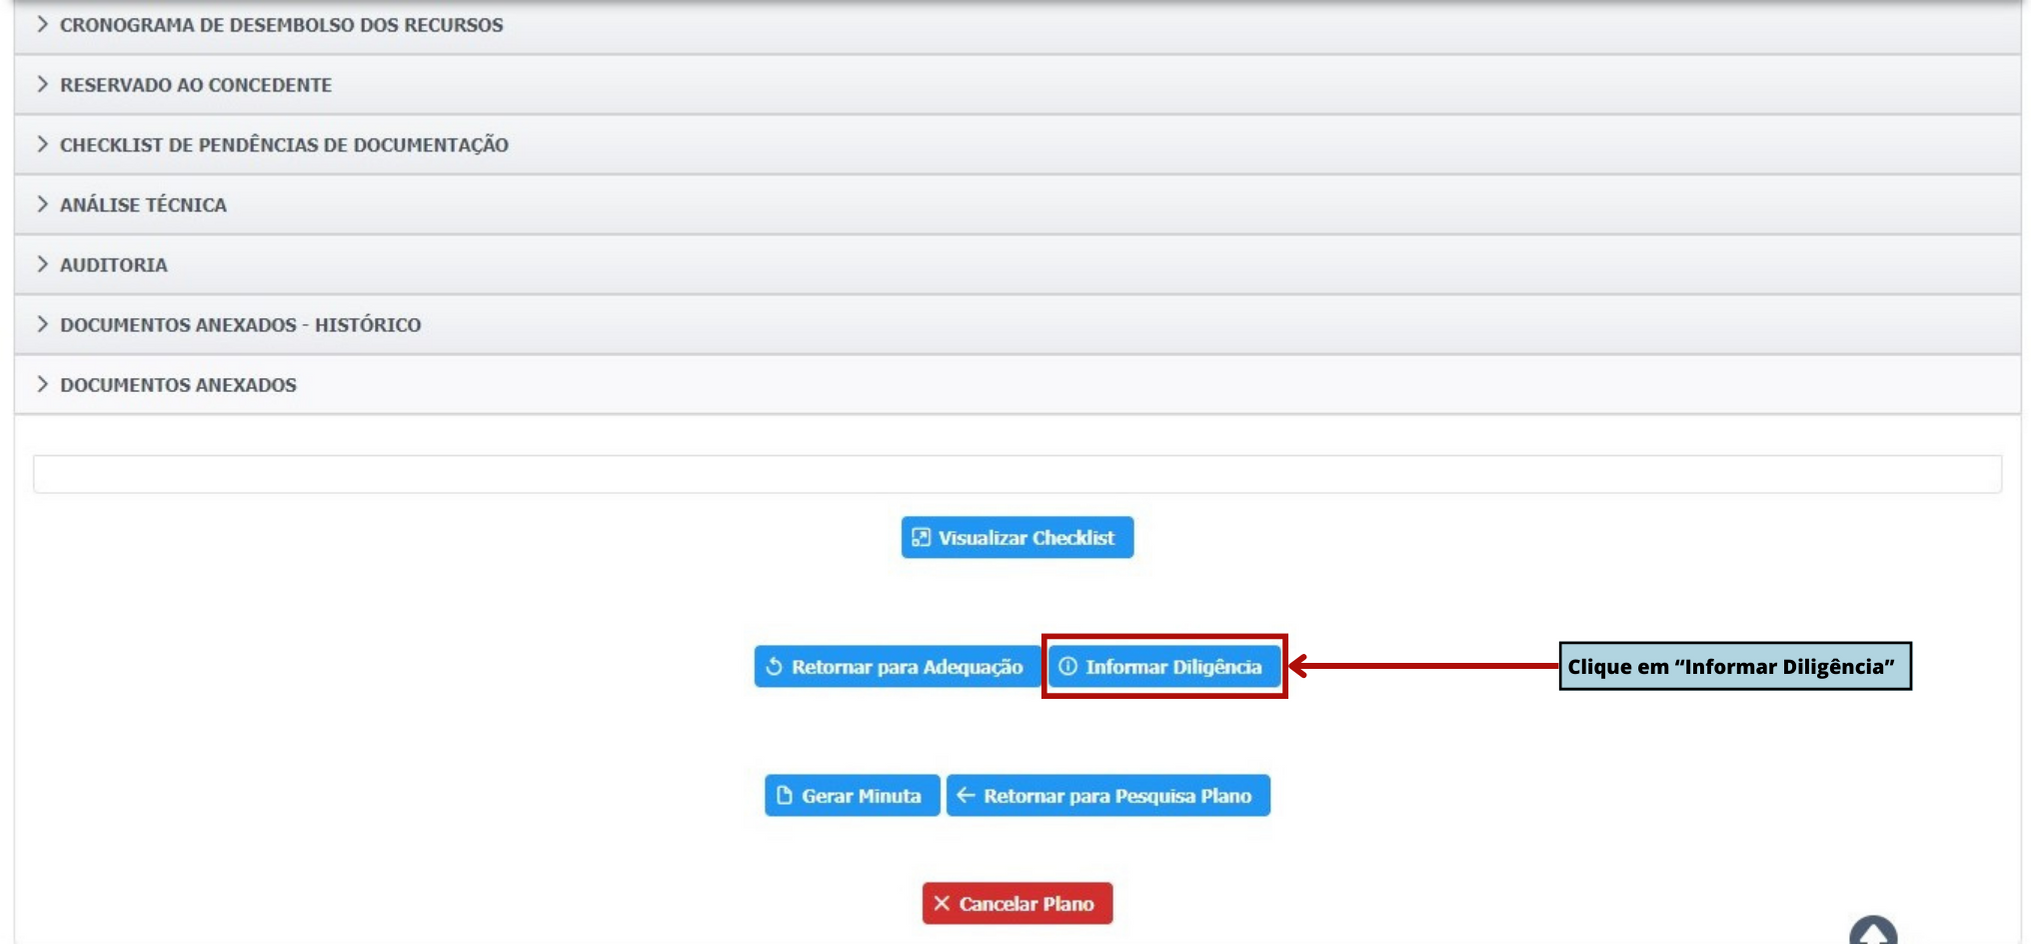 CRONOGRAMA DE DESEMBOLSO DOS RECURSOS
RESERVADO AO CONCEDENTE
CHECKLIST DE PENDÊNCIAS DE DOCUMENTAÇÃO
ANÁLISE TÉCNICA
AUDITORIA
DOCUMENTOS ANEXADOS - HISTÓRICO
DOCUMENTOS ANEXADOS
Visualizar Checklist
Retornar para Adequação
Informar Diligência
Clique em “Informar Diligência”
Gerar Minuta
Retornar para Pesquisa Plano
Cancelar Plano